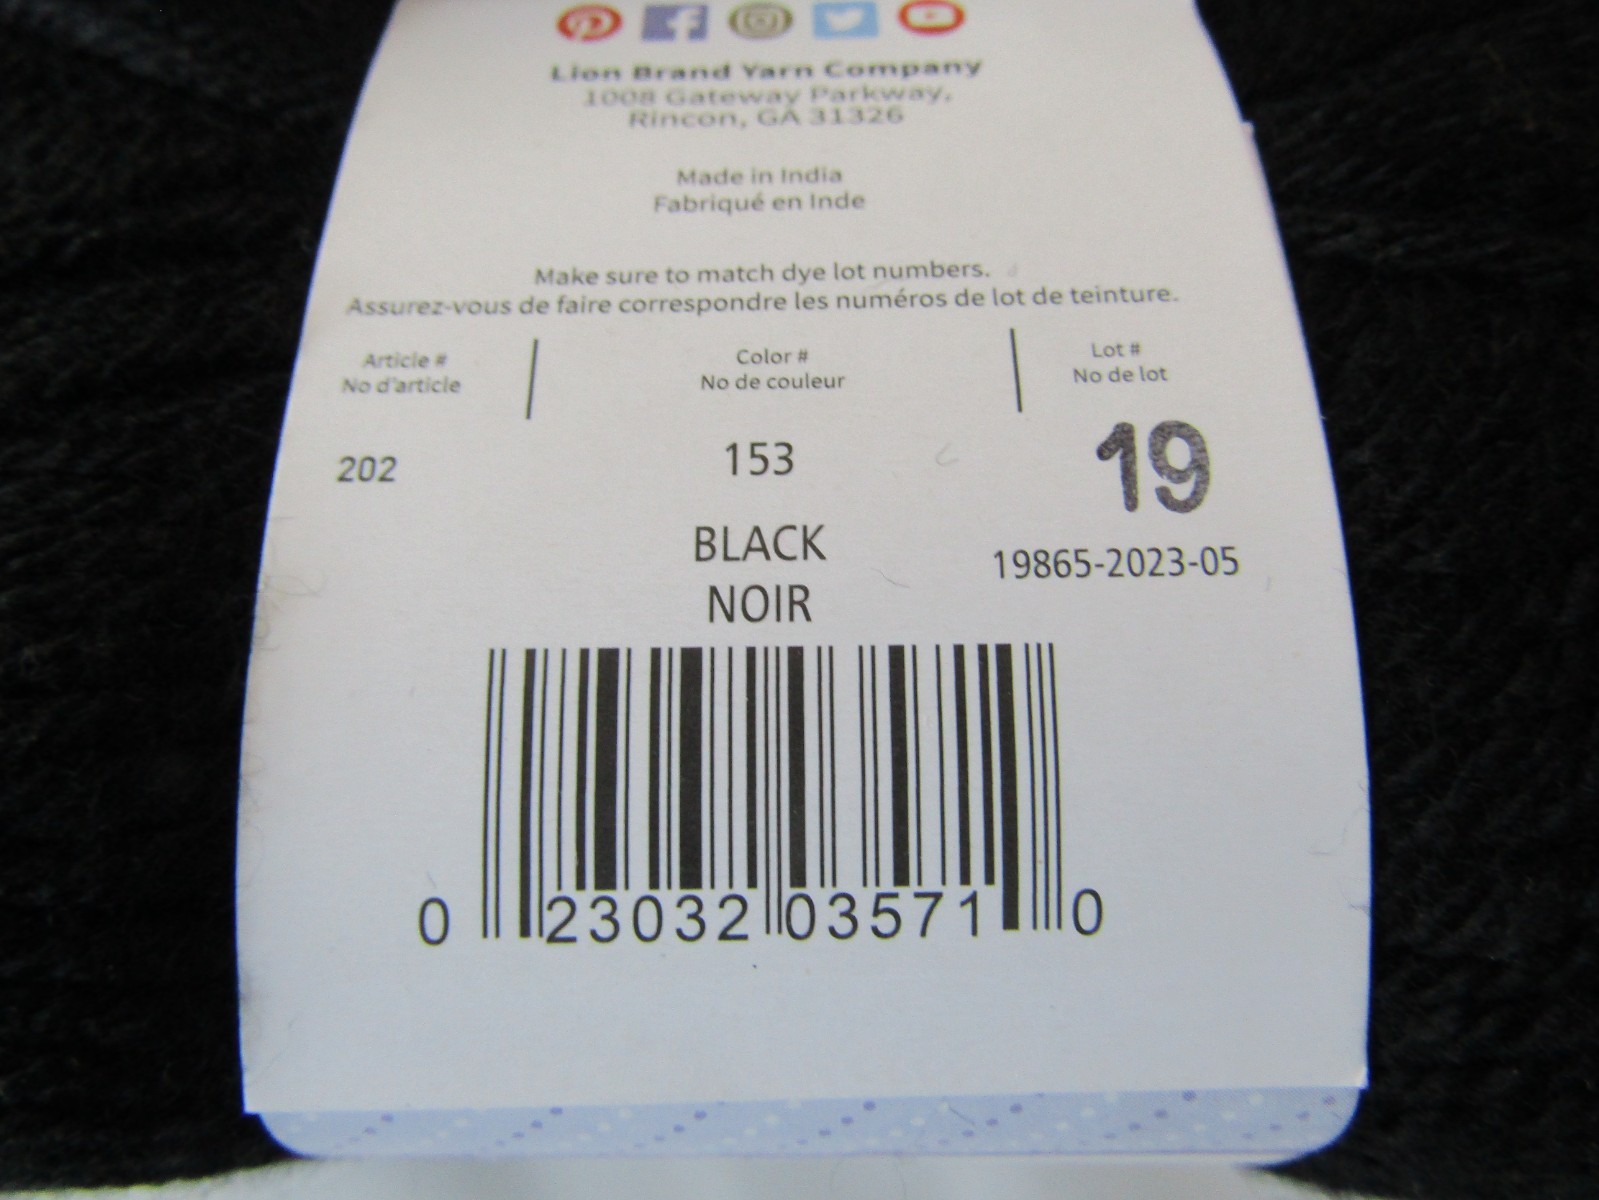 Lion Brand Yarn Company
1008 Gateway Parkway,
Rincon, GA 31326
Made in India
Fabriqué en Inde
Make sure to match dye lot numbers.
Assurez-vous de faire correspondre les numéros de lot de teinture.
Article #
No d'article
202
Color #
No de couleur
153
BLACK
NOIR
Lot #
No de lot
19
19865-2023-05
0 23032 03571 0